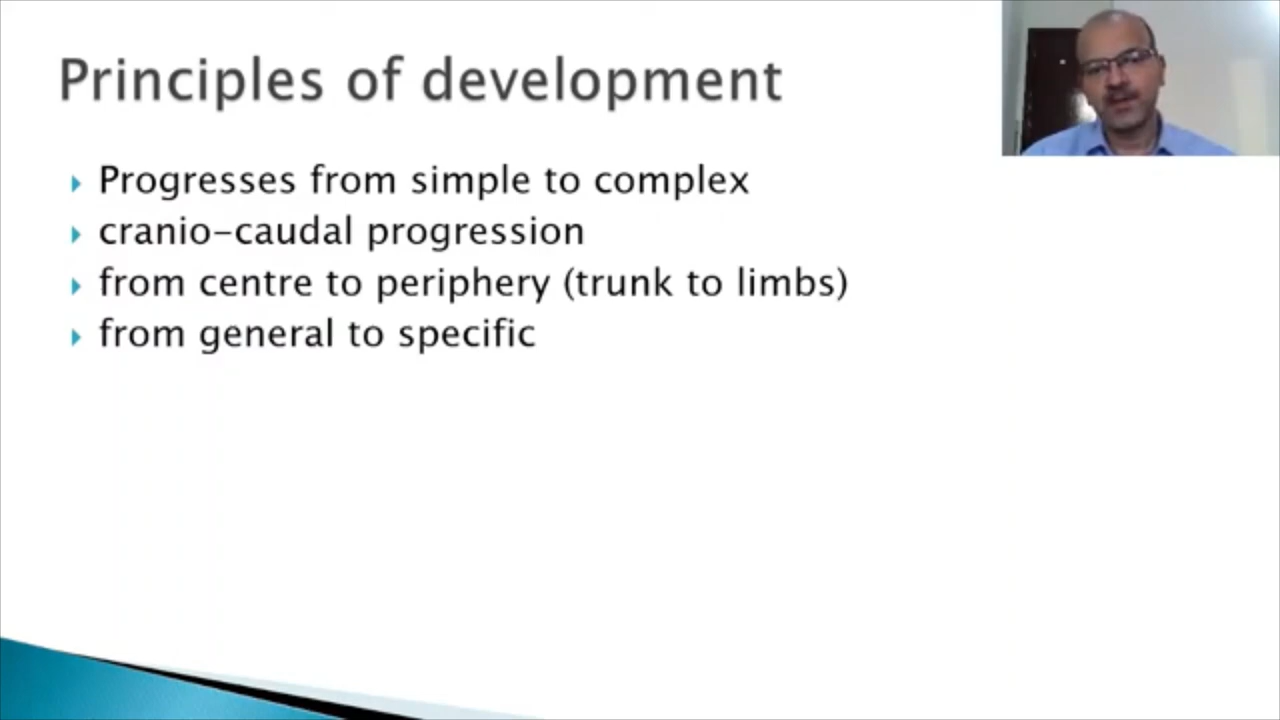 Principles of development
Progresses from simple to complex
cranio-caudal progression
from centre to periphery (trunk to limbs)
from general to specific